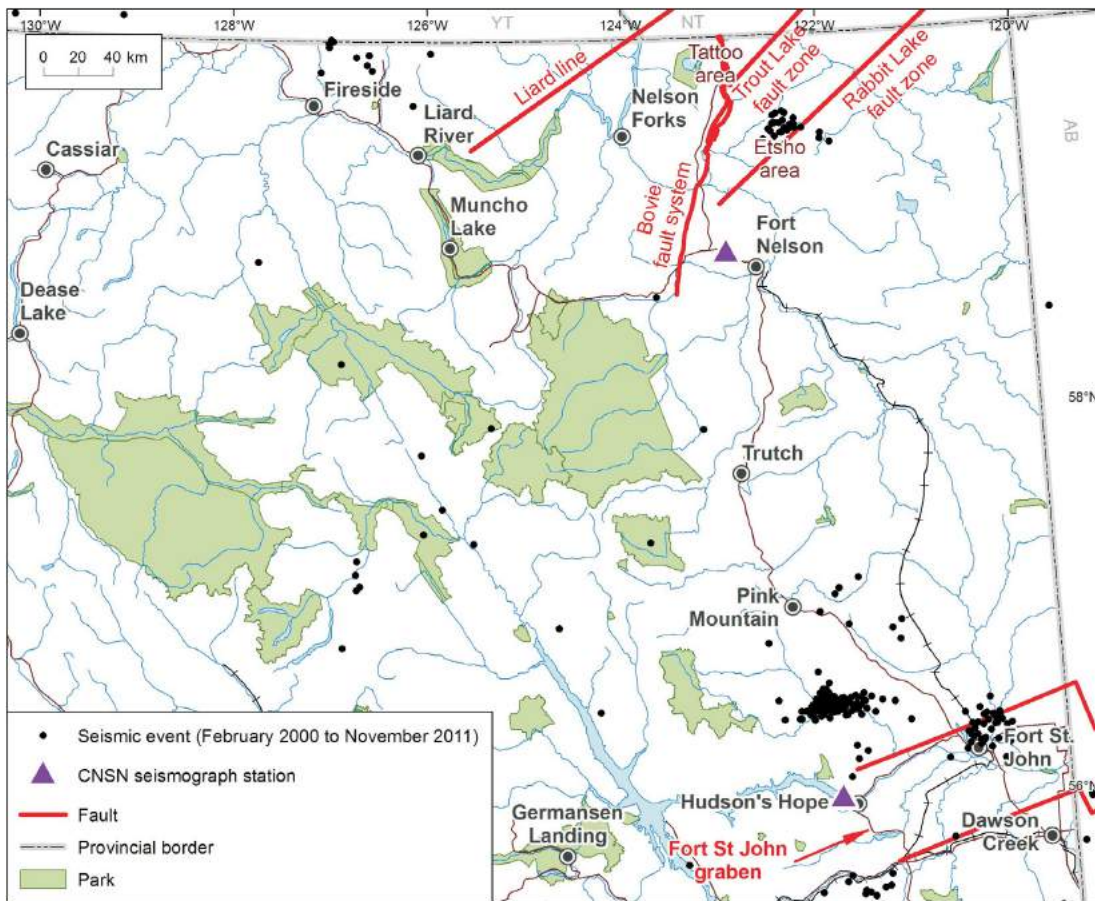 130°W
128°W
126°W
YT
124°W
NT
122°W
120°W
0 20 40 km
Fireside
Liard
River
Cassiar
Muncho
Lake
Dease
Lake
Liard line
Nelson
Forks
Tattoo
area
Trout Lake
fault zone
Rabbit Lake
fault zone
Etsho
area
AB
Bovie
fault system
Fort
Nelson
58°N
Trutch
Pink
Mountain
Fort St.
John
56°N
Hudson's Hope
Germansen
Landing
Dawson
Creek
Fort St John
graben
Seismic event (February 2000 to November 2011)
CNSN seismograph station
Fault
Provincial border
Park